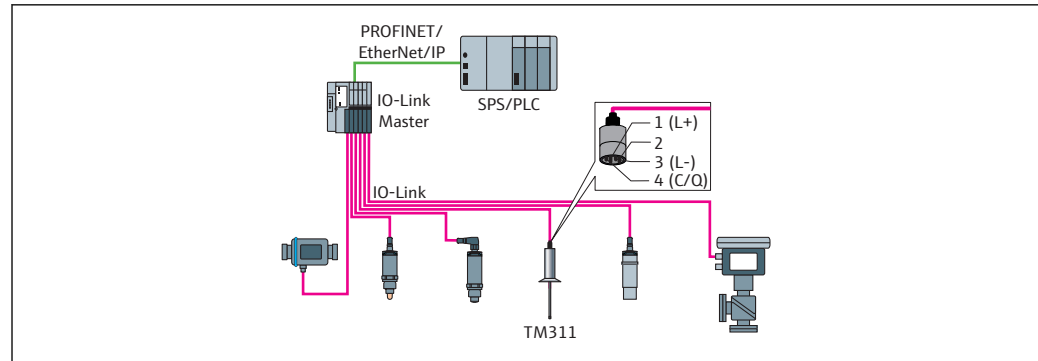 PROFINET/
EtherNet/IP
SPS/PLC
IO-Link
Master
1 (L+)
2
3 (L-)
4 (C/Q)
IO-Link
TM311